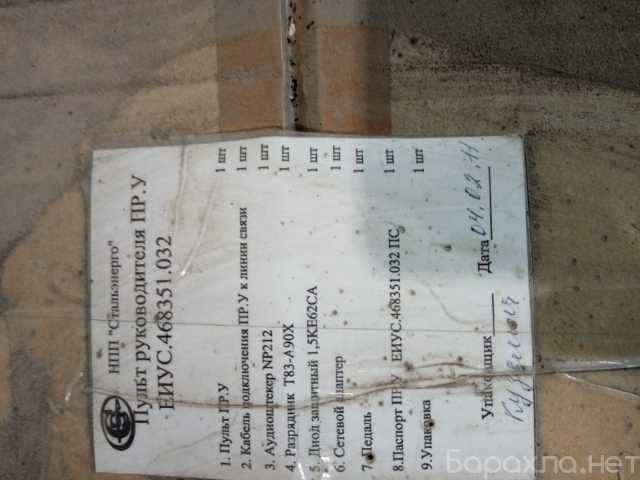 НПП "Стальэнерго"
Пульт руководителя ПР.У
ЕИУС.468351.032
1. Пульт ПР.У 1 шт
2. Кабель подключения ПР.У к линии связи 1 шт
3. Аудиоштекер NP212 1 шт
4. Разрядник Т83-А90Х 1 шт
5. Диод защитный 1,5КЕ62СА 1 шт
6. Сетевой адаптер 1 шт
7. Педаль 1 шт
8.Паспорт ПР.У ЕИУС.468351.032 ПС 1 шт
9.Упаковка 1 шт
Упаковщик Дата 04.02.11
Барахла.нет